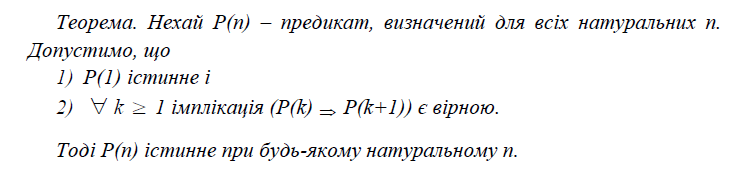 Теорема. Нехай P(n) – предикат, визначений для всіх натуральних n.
Допустимо, що
1) P(1) істинне і
2) ∀ k ≥ 1 імплікація (P(k) ⇒ P(k+1)) є вірною.
Тоді P(n) істинне при будь-якому натуральному n.